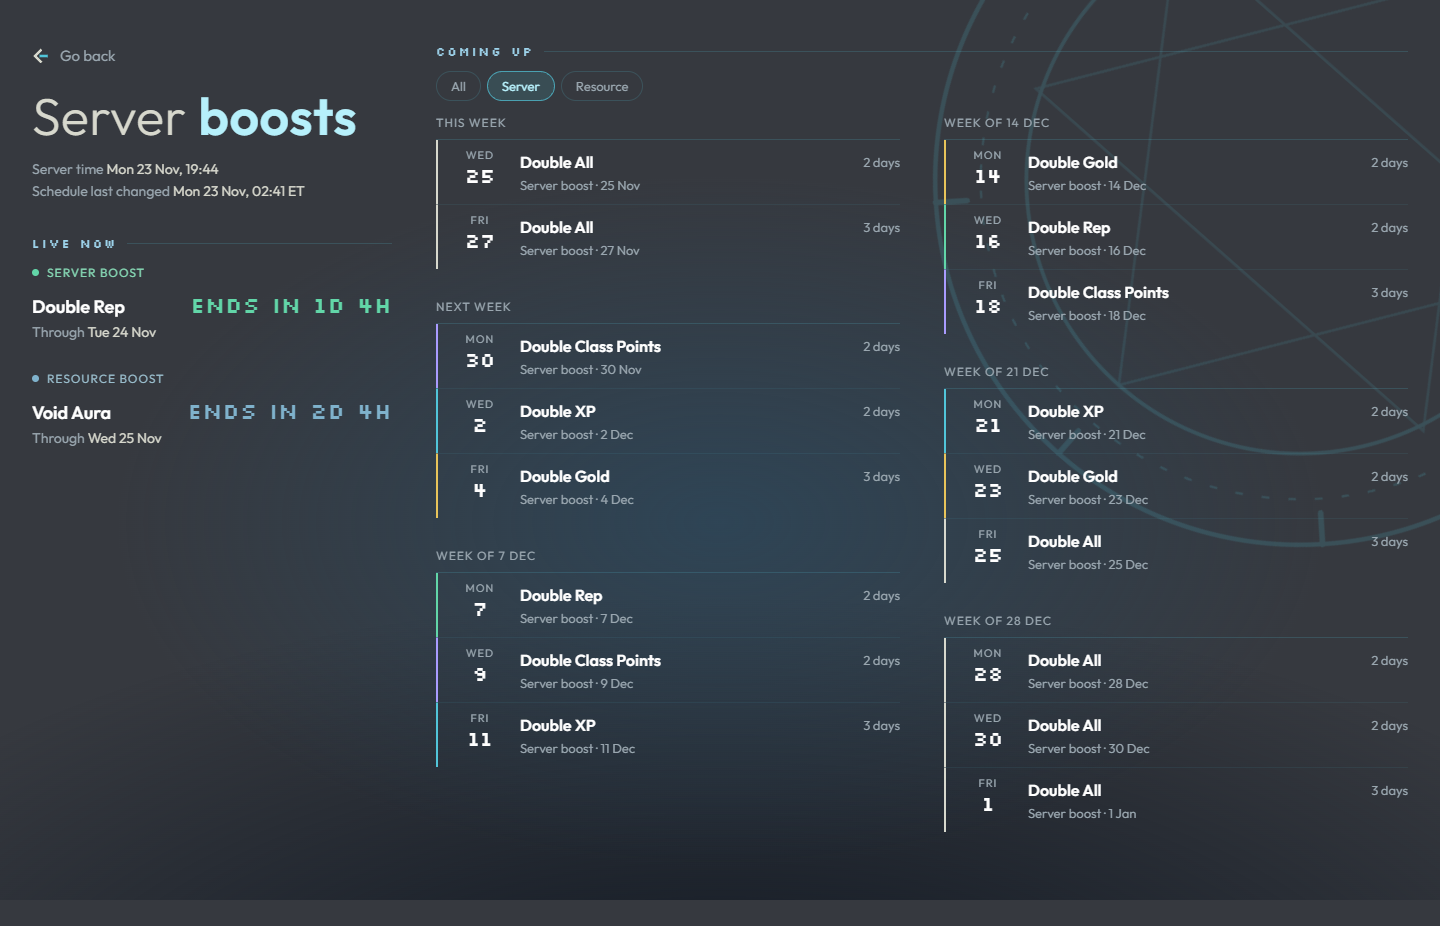 Go back
Server boosts
Server time Mon 23 Nov, 19:44
Schedule last changed Mon 23 Nov, 02:41 ET
LIVE NOW
SERVER BOOST
Double Rep
ENDS IN 1D 4H
Through Tue 24 Nov
RESOURCE BOOST
Void Aura
ENDS IN 2D 4H
Through Wed 25 Nov
COMING UP
All
Server
Resource
THIS WEEK
WED
25
Double All
Server boost · 25 Nov
2 days
FRI
27
Double All
Server boost · 27 Nov
3 days
NEXT WEEK
MON
30
Double Class Points
Server boost · 30 Nov
2 days
WED
2
Double XP
Server boost · 2 Dec
2 days
FRI
4
Double Gold
Server boost · 4 Dec
3 days
WEEK OF 7 DEC
MON
7
Double Rep
Server boost · 7 Dec
2 days
WED
9
Double Class Points
Server boost · 9 Dec
2 days
FRI
11
Double XP
Server boost · 11 Dec
3 days
WEEK OF 14 DEC
MON
14
Double Gold
Server boost · 14 Dec
2 days
WED
16
Double Rep
Server boost · 16 Dec
2 days
FRI
18
Double Class Points
Server boost · 18 Dec
3 days
WEEK OF 21 DEC
MON
21
Double XP
Server boost · 21 Dec
2 days
WED
23
Double Gold
Server boost · 23 Dec
2 days
FRI
25
Double All
Server boost · 25 Dec
3 days
WEEK OF 28 DEC
MON
28
Double All
Server boost · 28 Dec
2 days
WED
30
Double All
Server boost · 30 Dec
2 days
FRI
1
Double All
Server boost · 1 Jan
3 days